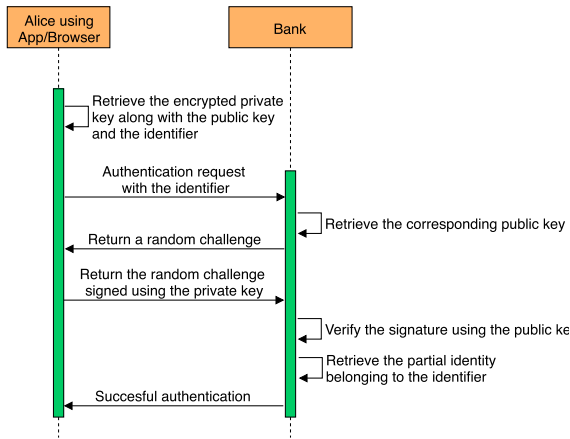 Alice using
App/Browser
Bank
Retrieve the encrypted private
key along with the public key
and the identifier
Authentication request
with the identifier
Retrieve the corresponding public key
Return a random challenge
Return the random challenge
signed using the private key
Verify the signature using the public ke
Retrieve the partial identity
belonging to the identifier
Succesful authentication